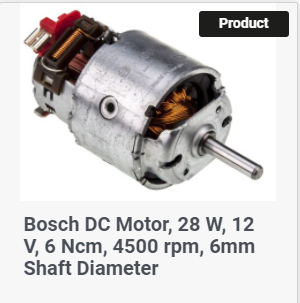 Product
Bosch DC Motor, 28 W, 12
V, 6 Ncm, 4500 rpm, 6mm
Shaft Diameter